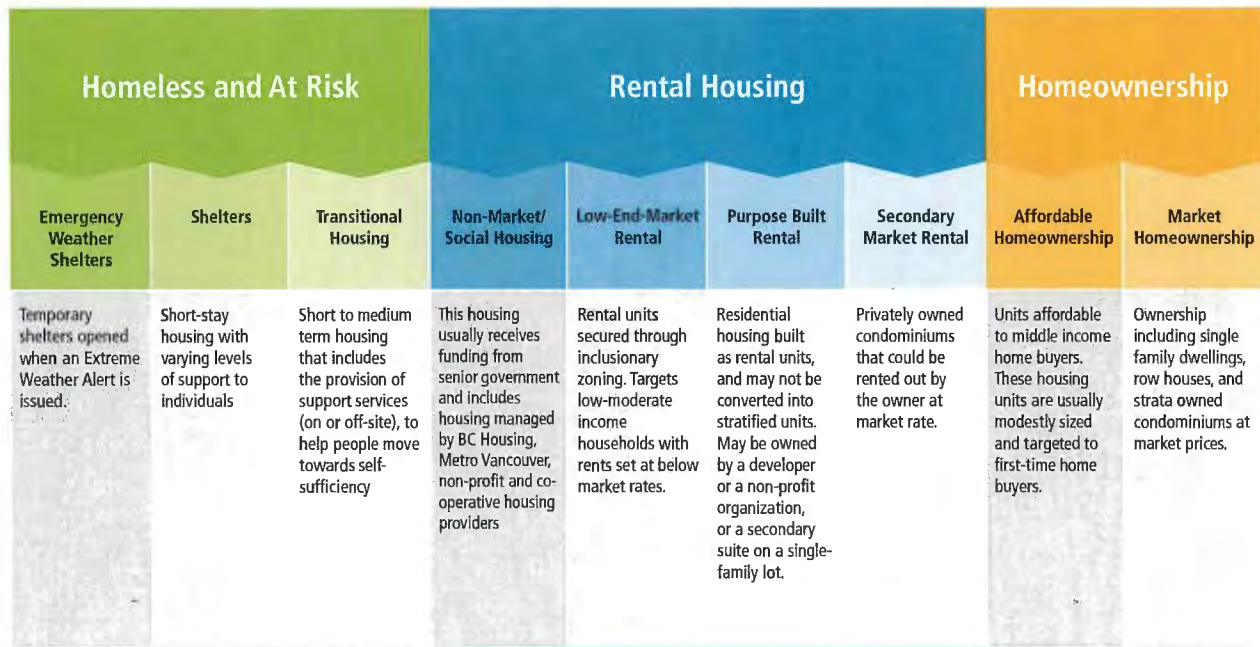 Homeless and At Risk
Rental Housing
Homeownership
Emergency
Weather
Shelters
Shelters
Transitional
Housing
Non-Market/
Social Housing
Low-End-Market
Rental
Purpose Built
Rental
Secondary
Market Rental
Affordable
Homeownership
Market
Homeownership
Temporary
shelters opened
when an Extreme
Weather Alert is
issued.
Short-stay
housing with
varying levels
of support to
individuals
Short to medium
term housing
that includes
the provision of
support services
(on or off-site), to
help people move
towards self-
sufficiency
This housing
usually receives
funding from
senior government
and includes
housing managed
by BC Housing,
Metro Vancouver,
non-profit and co-
operative housing
providers
Rental units
secured through
inclusionary
zoning. Targets
low-moderate
income
households with
rents set at below
market rates.
Residential
housing built
as rental units,
and may not be
converted into
stratified units.
May be owned
by a developer
or a non-profit
organization,
or a secondary
suite on a single-
family lot.
Privately owned
condominiums
that could be
rented out by
the owner at
market rate.
Units affordable
to middle income
home buyers.
These housing
units are usually
modestly sized
and targeted to
first-time home
buyers.
Ownership
including single
family dwellings,
row houses, and
strata owned
condominiums at
market prices.